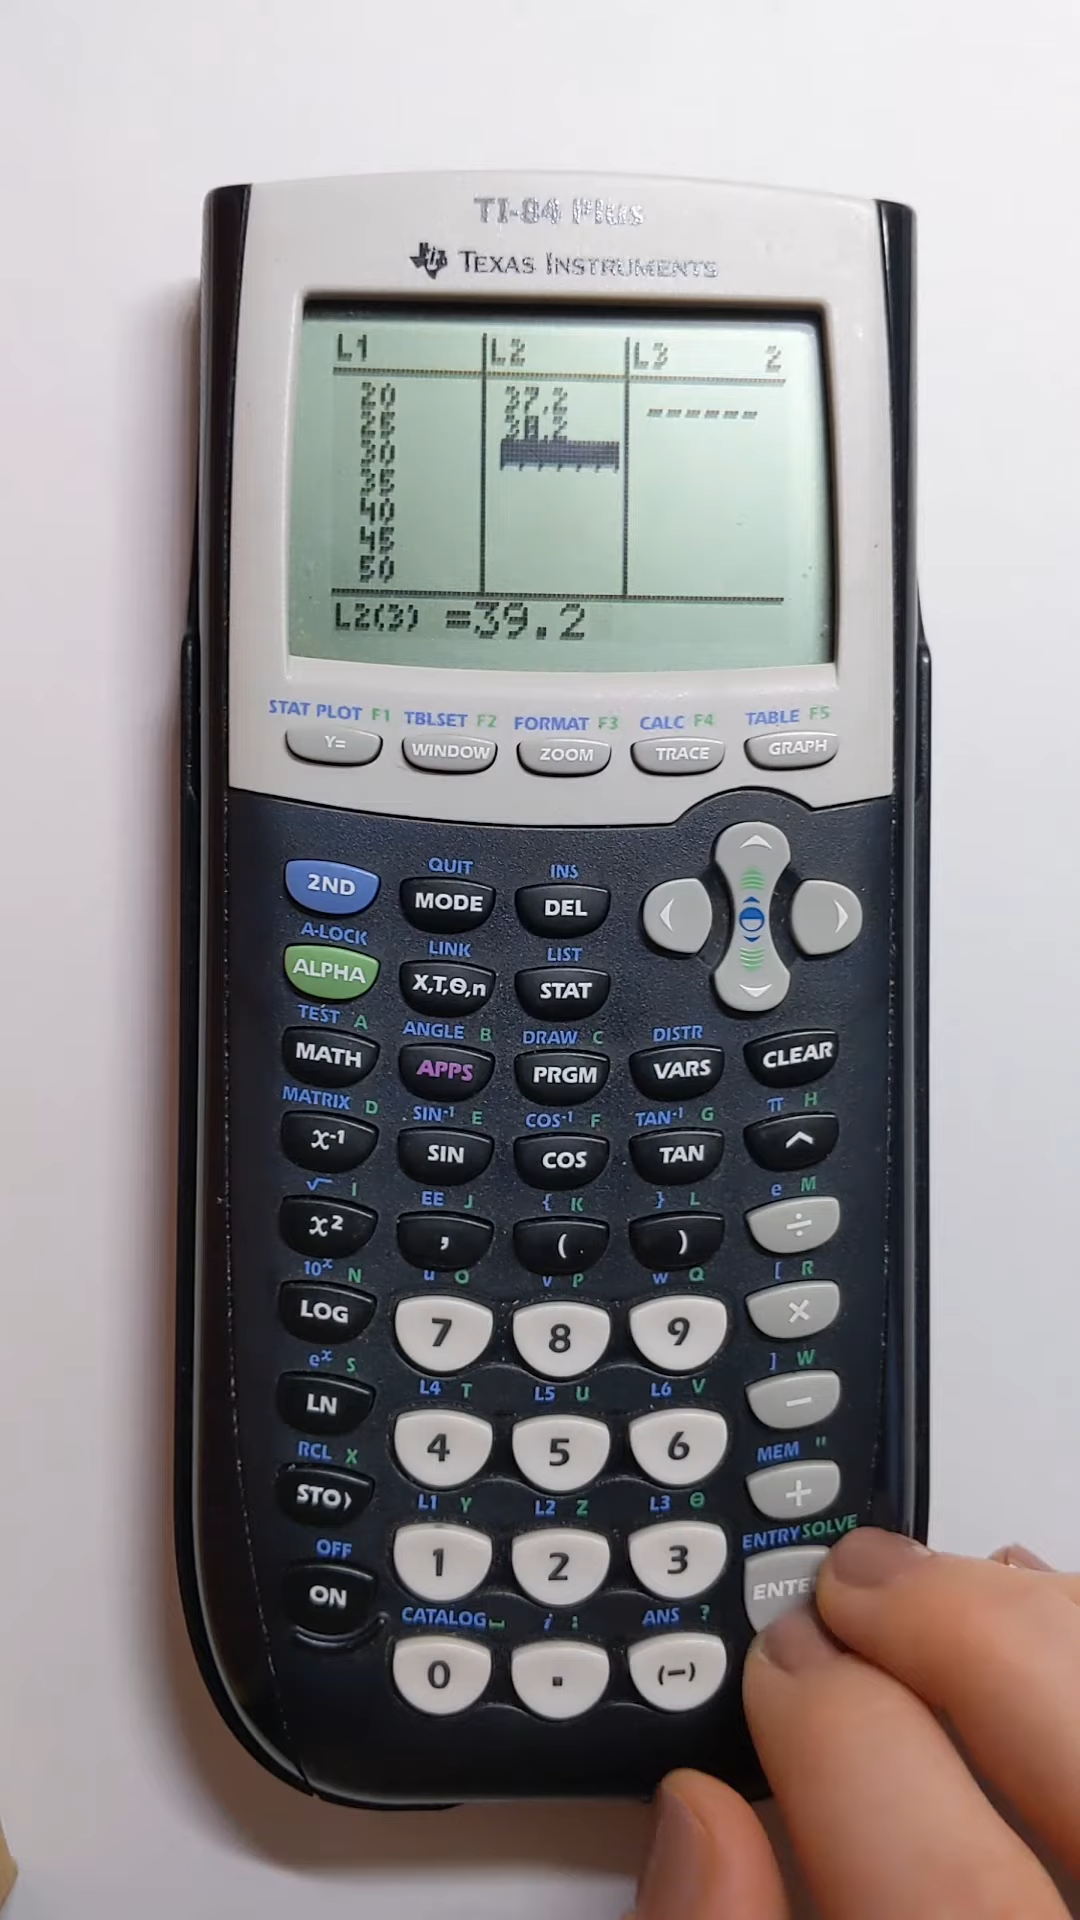 TI-84 Plus
TEXAS INSTRUMENTS
L1 L2 L3 2
20 37.2 ------
25
30
35
40
45
50
L2(3) =39.2
STAT PLOT F1 TBLSET F2 FORMAT F3 CALC F4 TABLE F5
Y= WINDOW ZOOM TRACE GRAPH
QUIT INS
2ND MODE DEL
A-LOCK LINK LIST
ALPHA X,T,Θ,n STAT
TEST A ANGLE B DRAW C DISTR
MATH APPS PRGM VARS CLEAR
MATRIX D SIN⁻¹ E COS⁻¹ F TAN⁻¹ G π H
x⁻¹ SIN COS TAN ^
√ I EE J { K } L e M
x² , ( ) ÷
10ˣ N u O v P w Q [ R
LOG 7 8 9 ×
eˣ S L4 T L5 U L6 V ] W
LN 4 5 6 −
RCL X L1 Y L2 Z L3 Θ MEM "
STO⟩ 1 2 3 +
OFF CATALOG ⎵ i : ANS ? ENTRY SOLVE
ON 0 . (−)